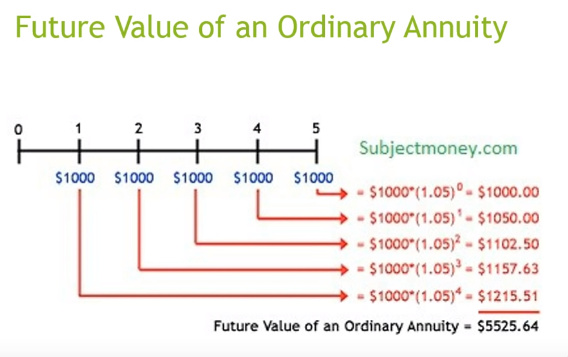 Future Value of an Ordinary Annuity
0 1 2 3 4 5
Subjectmoney.com
$1000 $1000 $1000 $1000 $1000
= $1000*(1.05)⁰ = $1000.00
= $1000*(1.05)¹ = $1050.00
= $1000*(1.05)² = $1102.50
= $1000*(1.05)³ = $1157.63
= $1000*(1.05)⁴ = $1215.51
Future Value of an Ordinary Annuity = $5525.64